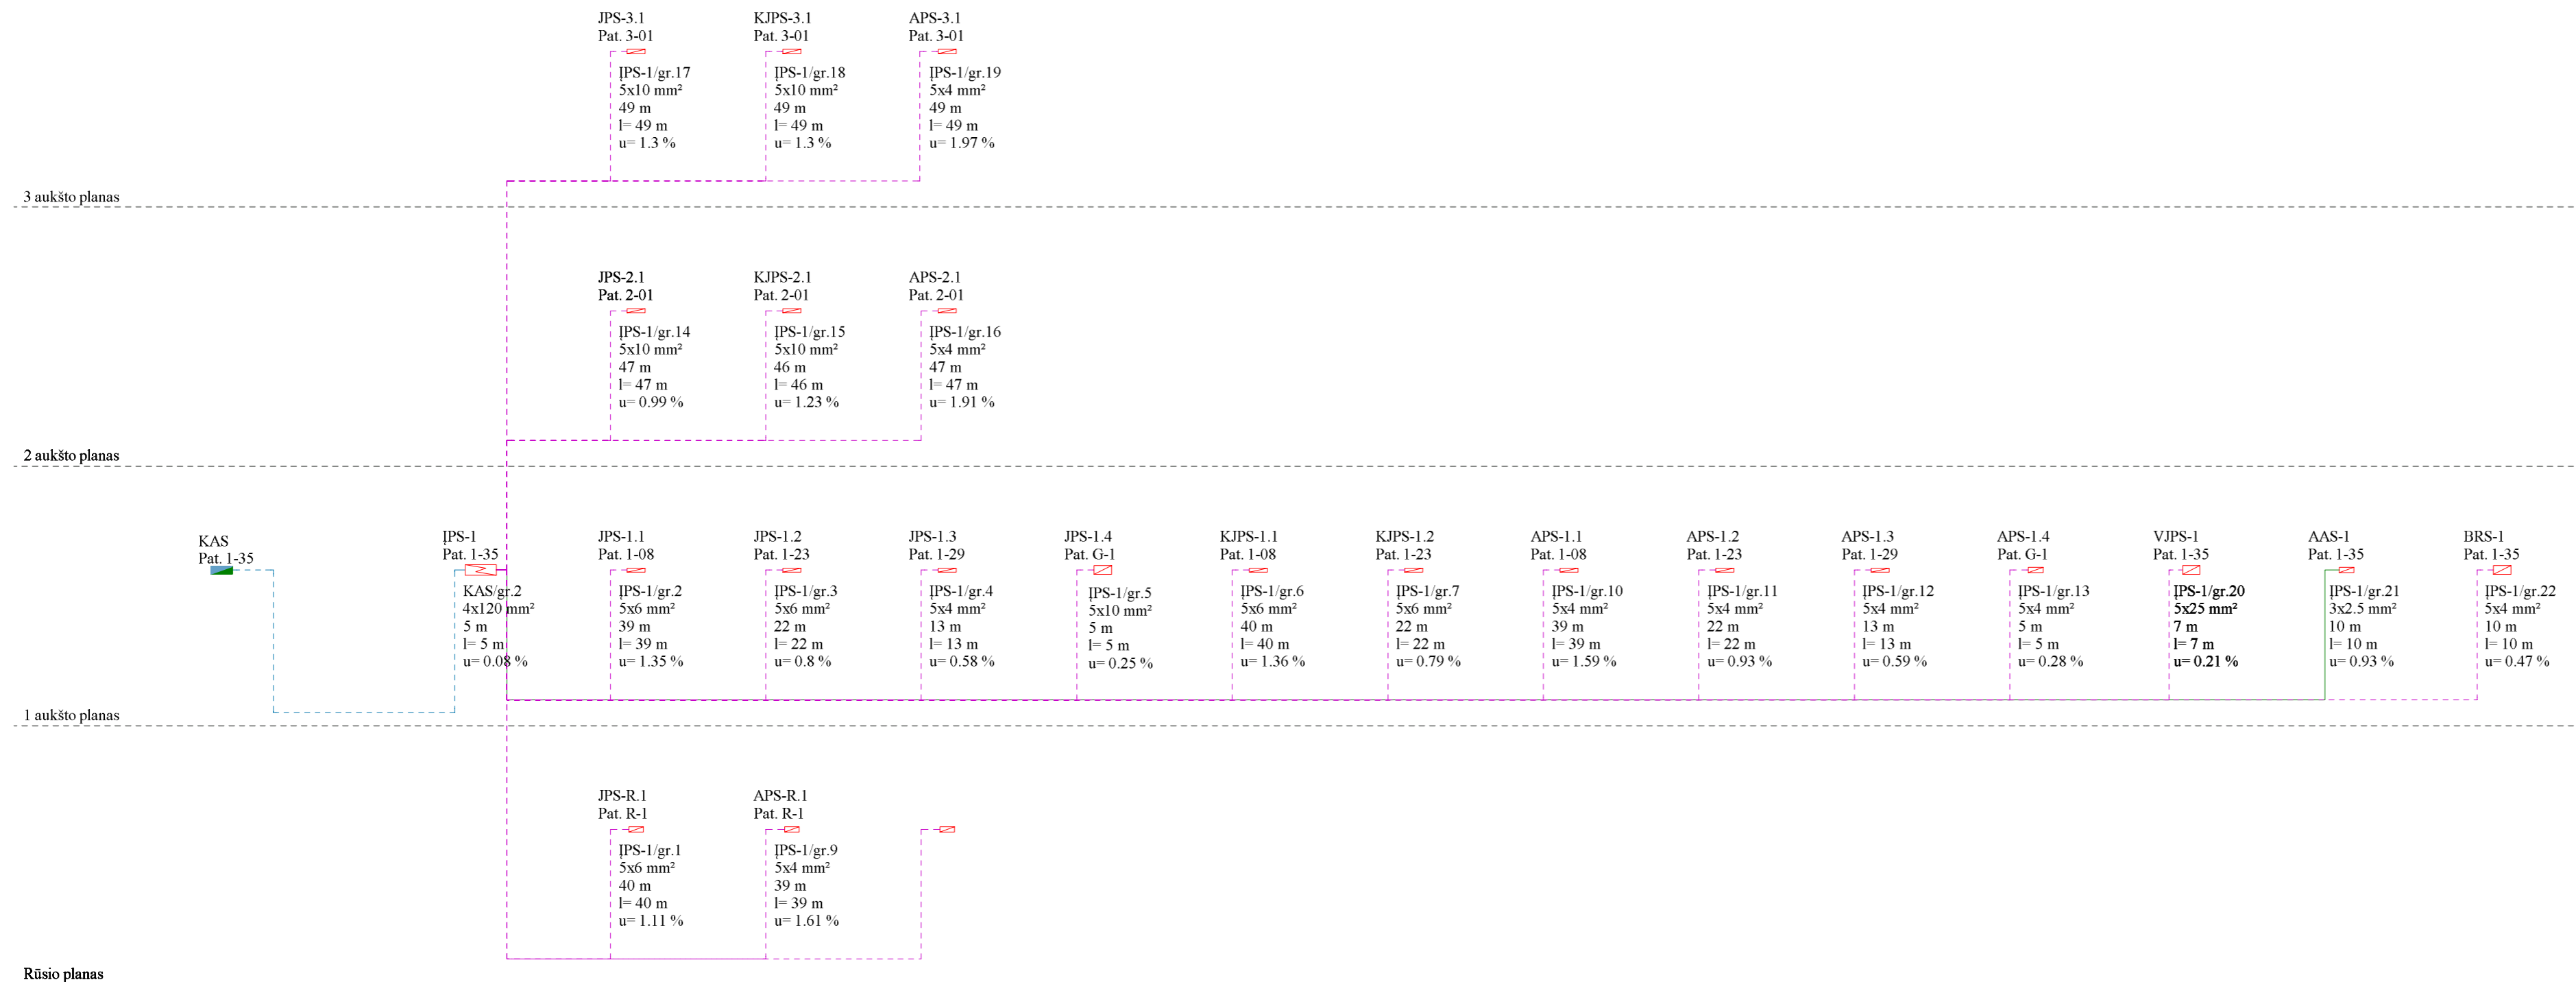 JPS-3.1
Pat. 3-01
ĮPS-1/gr.17
5x10 mm²
49 m
l= 49 m
u= 1.3 %
KJPS-3.1
Pat. 3-01
ĮPS-1/gr.18
5x10 mm²
49 m
l= 49 m
u= 1.3 %
APS-3.1
Pat. 3-01
ĮPS-1/gr.19
5x4 mm²
49 m
l= 49 m
u= 1.97 %
3 aukšto planas
JPS-2.1
Pat. 2-01
ĮPS-1/gr.14
5x10 mm²
47 m
l= 47 m
u= 0.99 %
KJPS-2.1
Pat. 2-01
ĮPS-1/gr.15
5x10 mm²
46 m
l= 46 m
u= 1.23 %
APS-2.1
Pat. 2-01
ĮPS-1/gr.16
5x4 mm²
47 m
l= 47 m
u= 1.91 %
2 aukšto planas
KAS
Pat. 1-35
ĮPS-1
Pat. 1-35
KAS/gr.2
4x120 mm²
5 m
l= 5 m
u= 0.08 %
JPS-1.1
Pat. 1-08
ĮPS-1/gr.2
5x6 mm²
39 m
l= 39 m
u= 1.35 %
JPS-1.2
Pat. 1-23
ĮPS-1/gr.3
5x6 mm²
22 m
l= 22 m
u= 0.8 %
JPS-1.3
Pat. 1-29
ĮPS-1/gr.4
5x4 mm²
13 m
l= 13 m
u= 0.58 %
JPS-1.4
Pat. G-1
ĮPS-1/gr.5
5x10 mm²
5 m
l= 5 m
u= 0.25 %
KJPS-1.1
Pat. 1-08
ĮPS-1/gr.6
5x6 mm²
40 m
l= 40 m
u= 1.36 %
KJPS-1.2
Pat. 1-23
ĮPS-1/gr.7
5x6 mm²
22 m
l= 22 m
u= 0.79 %
APS-1.1
Pat. 1-08
ĮPS-1/gr.10
5x4 mm²
39 m
l= 39 m
u= 1.59 %
APS-1.2
Pat. 1-23
ĮPS-1/gr.11
5x4 mm²
22 m
l= 22 m
u= 0.93 %
APS-1.3
Pat. 1-29
ĮPS-1/gr.12
5x4 mm²
13 m
l= 13 m
u= 0.59 %
APS-1.4
Pat. G-1
ĮPS-1/gr.13
5x4 mm²
5 m
l= 5 m
u= 0.28 %
VJPS-1
Pat. 1-35
ĮPS-1/gr.20
5x25 mm²
7 m
l= 7 m
u= 0.21 %
AAS-1
Pat. 1-35
ĮPS-1/gr.21
3x2.5 mm²
10 m
l= 10 m
u= 0.93 %
BRS-1
Pat. 1-35
ĮPS-1/gr.22
5x4 mm²
10 m
l= 10 m
u= 0.47 %
1 aukšto planas
JPS-R.1
Pat. R-1
ĮPS-1/gr.1
5x6 mm²
40 m
l= 40 m
u= 1.11 %
APS-R.1
Pat. R-1
ĮPS-1/gr.9
5x4 mm²
39 m
l= 39 m
u= 1.61 %
Rūsio planas